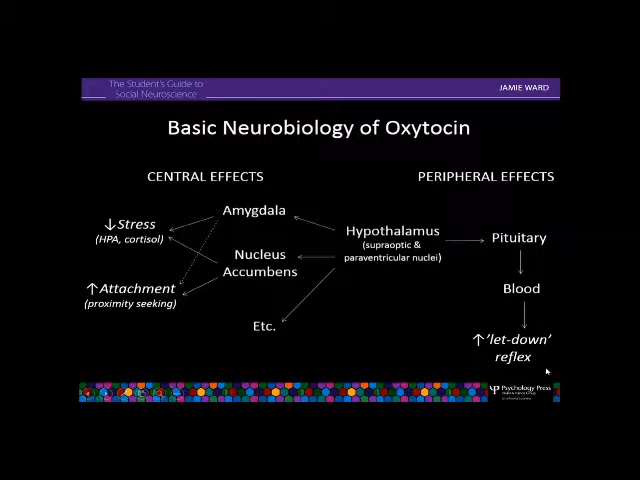 The Student's Guide to
Social Neuroscience
JAMIE WARD
Basic Neurobiology of Oxytocin
CENTRAL EFFECTS
PERIPHERAL EFFECTS
↓Stress
(HPA, cortisol)
↑Attachment
(proximity seeking)
Amygdala
Nucleus
Accumbens
Etc.
Hypothalamus
(supraoptic &
paraventricular nuclei)
Pituitary
Blood
↑'let-down'
reflex
Psychology Press